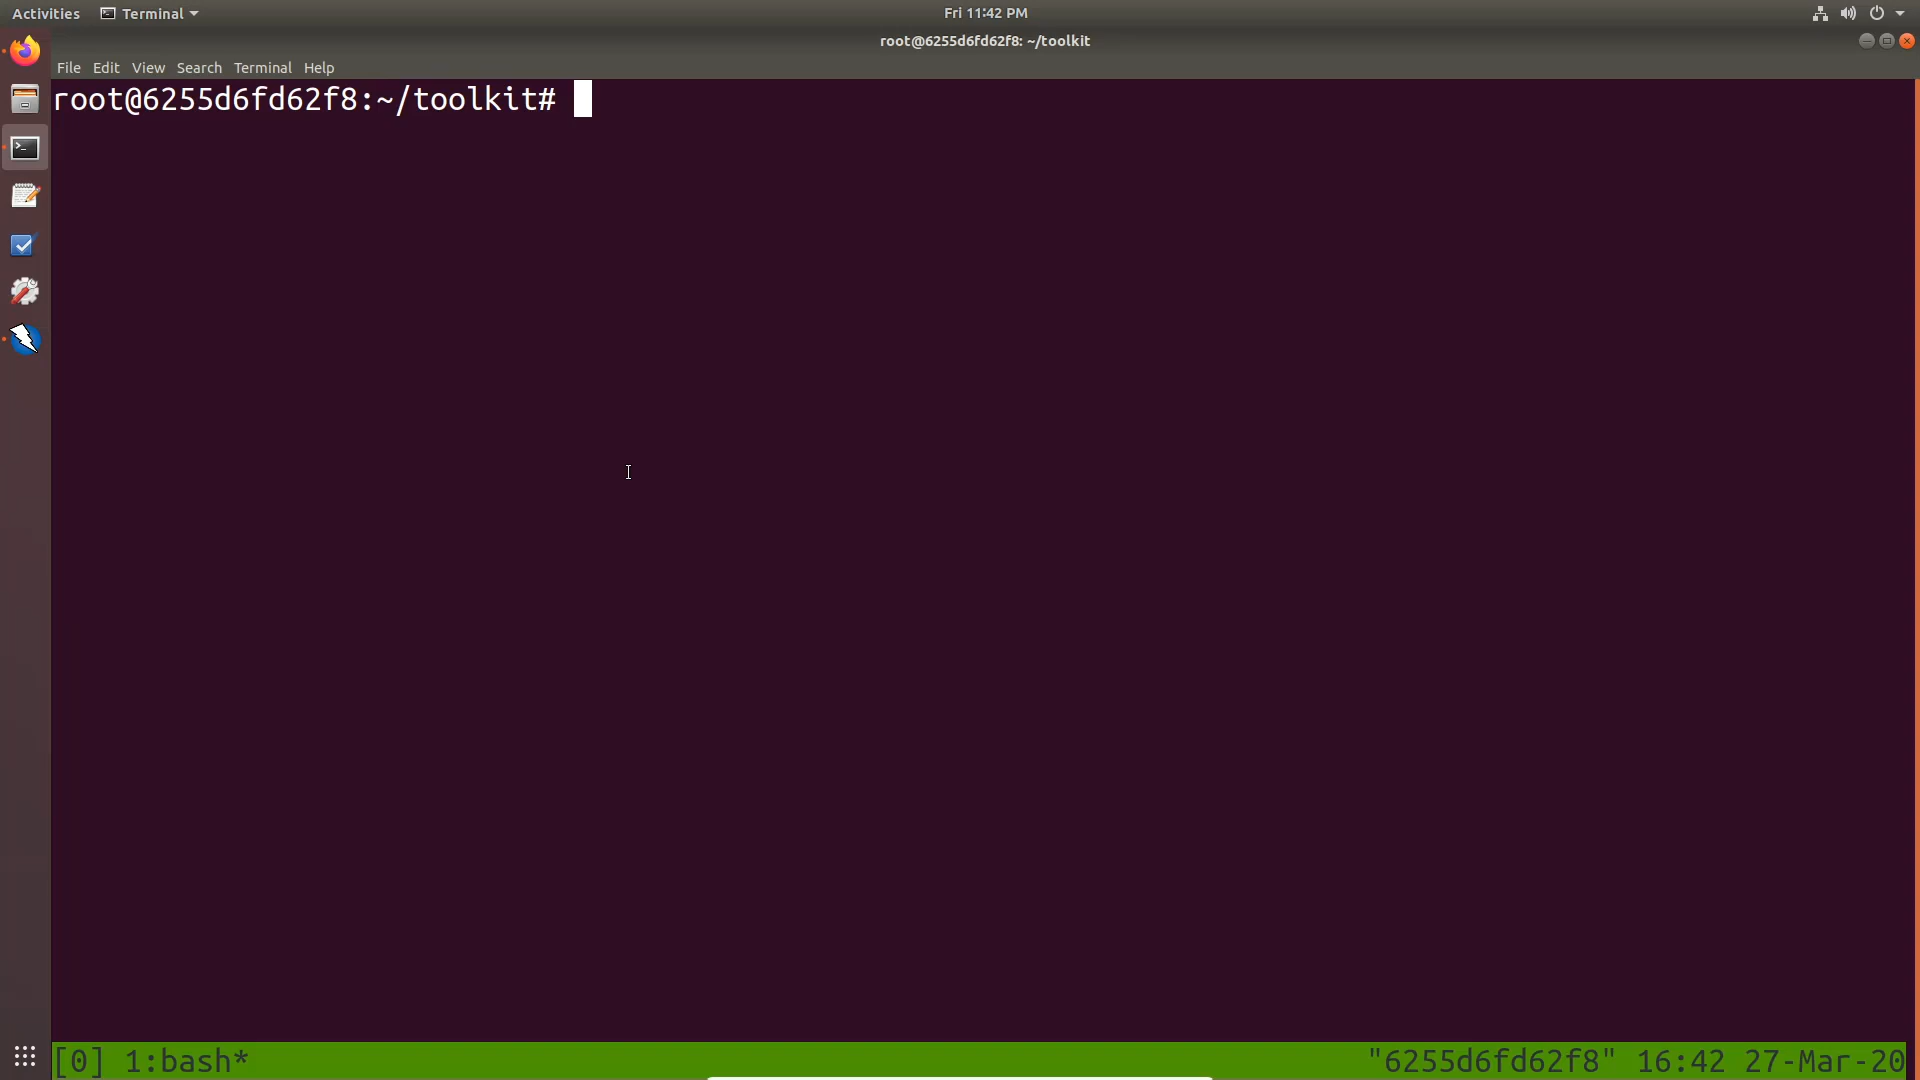 Activities Terminal Fri 11:42 PM
root@6255d6fd62f8: ~/toolkit
File Edit View Search Terminal Help
root@6255d6fd62f8:~/toolkit#
[0] 1:bash* "6255d6fd62f8" 16:42 27-Mar-20